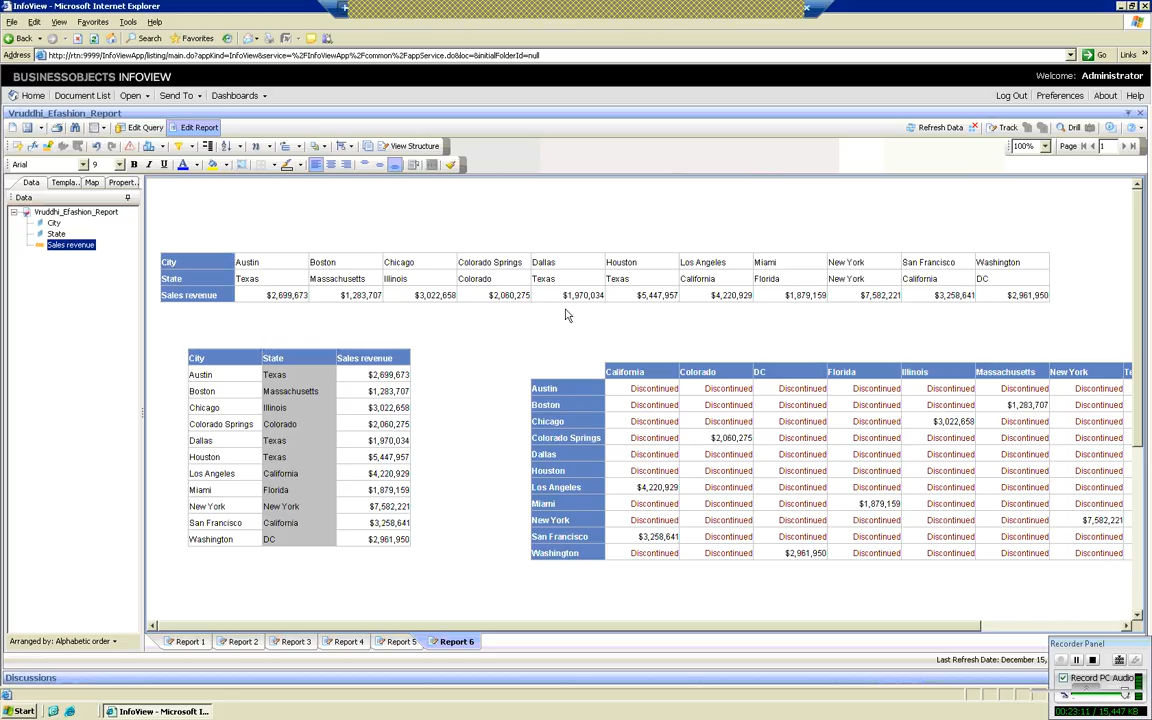 InfoView - Microsoft Internet Explorer
File Edit View Favorites Tools Help
Back Search Favorites
Address http://rtn:9999/InfoViewApp/listing/main.do?appKind=InfoView&service=%2FInfoViewApp%2Fcommon%2FappService.do&loc=&initialFolderId=null Go Links
BUSINESSOBJECTS INFOVIEW Welcome: Administrator
Home Document List Open Send To Dashboards Log Out Preferences About Help
Vruddhi_Efashion_Report
Edit Query Edit Report Refresh Data Track Drill
View Structure 100% Page 1
Arial 9 B I U A
Data Templa.. Map Propert..
Data
Vruddhi_Efashion_Report
City
State
Sales revenue
City Austin Boston Chicago Colorado Springs Dallas Houston Los Angeles Miami New York San Francisco Washington
State Texas Massachusetts Illinois Colorado Texas Texas California Florida New York California DC
Sales revenue $2,699,673 $1,283,707 $3,022,658 $2,060,275 $1,970,034 $5,447,957 $4,220,929 $1,879,159 $7,582,221 $3,258,641 $2,961,950
City State Sales revenue
Austin Texas $2,699,673
Boston Massachusetts $1,283,707
Chicago Illinois $3,022,658
Colorado Springs Colorado $2,060,275
Dallas Texas $1,970,034
Houston Texas $5,447,957
Los Angeles California $4,220,929
Miami Florida $1,879,159
New York New York $7,582,221
San Francisco California $3,258,641
Washington DC $2,961,950
California Colorado DC Florida Illinois Massachusetts New York Te
Austin Discontinued Discontinued Discontinued Discontinued Discontinued Discontinued Discontinued
Boston Discontinued Discontinued Discontinued Discontinued Discontinued $1,283,707 Discontinued
Chicago Discontinued Discontinued Discontinued Discontinued $3,022,658 Discontinued Discontinued
Colorado Springs Discontinued $2,060,275 Discontinued Discontinued Discontinued Discontinued Discontinued
Dallas Discontinued Discontinued Discontinued Discontinued Discontinued Discontinued Discontinued
Houston Discontinued Discontinued Discontinued Discontinued Discontinued Discontinued Discontinued
Los Angeles $4,220,929 Discontinued Discontinued Discontinued Discontinued Discontinued Discontinued
Miami Discontinued Discontinued Discontinued $1,879,159 Discontinued Discontinued Discontinued
New York Discontinued Discontinued Discontinued Discontinued Discontinued Discontinued $7,582,221
San Francisco $3,258,641 Discontinued Discontinued Discontinued Discontinued Discontinued Discontinued
Washington Discontinued Discontinued $2,961,950 Discontinued Discontinued Discontinued Discontinued
Arranged by: Alphabetic order
Report 1 Report 2 Report 3 Report 4 Report 5 Report 6
Last Refresh Date: December 15,
Discussions
Recorder Panel
Record PC Audio
00:23:11 / 15,447 KB
Start InfoView - Microsoft I...